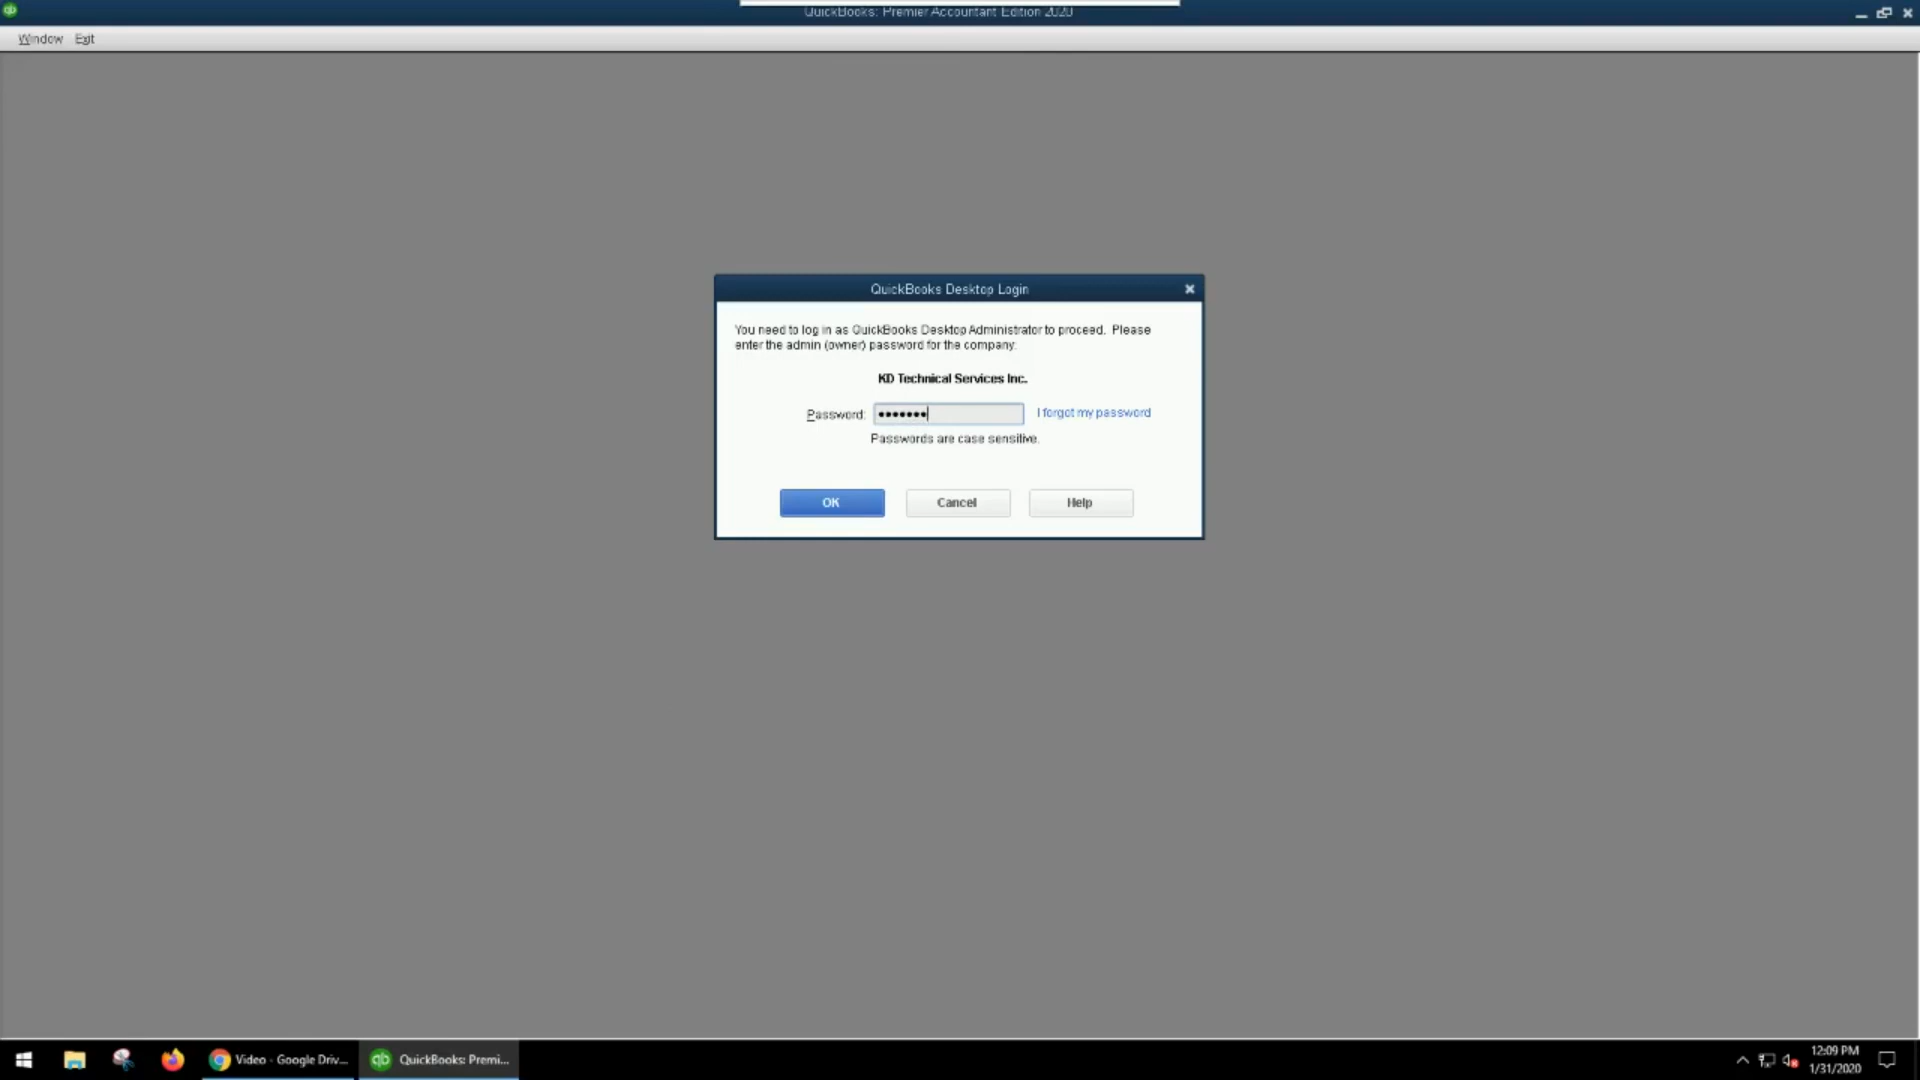 qb
QuickBooks: Premier Accountant Edition 2020
Window Exit
QuickBooks Desktop Login
You need to log in as QuickBooks Desktop Administrator to proceed. Please
enter the admin (owner) password for the company:
KD Technical Services Inc.
Password: •••••••
I forgot my password
Passwords are case sensitive.
OK Cancel Help
Video - Google Driv...
qb QuickBooks: Premi...
12:09 PM
1/31/2020